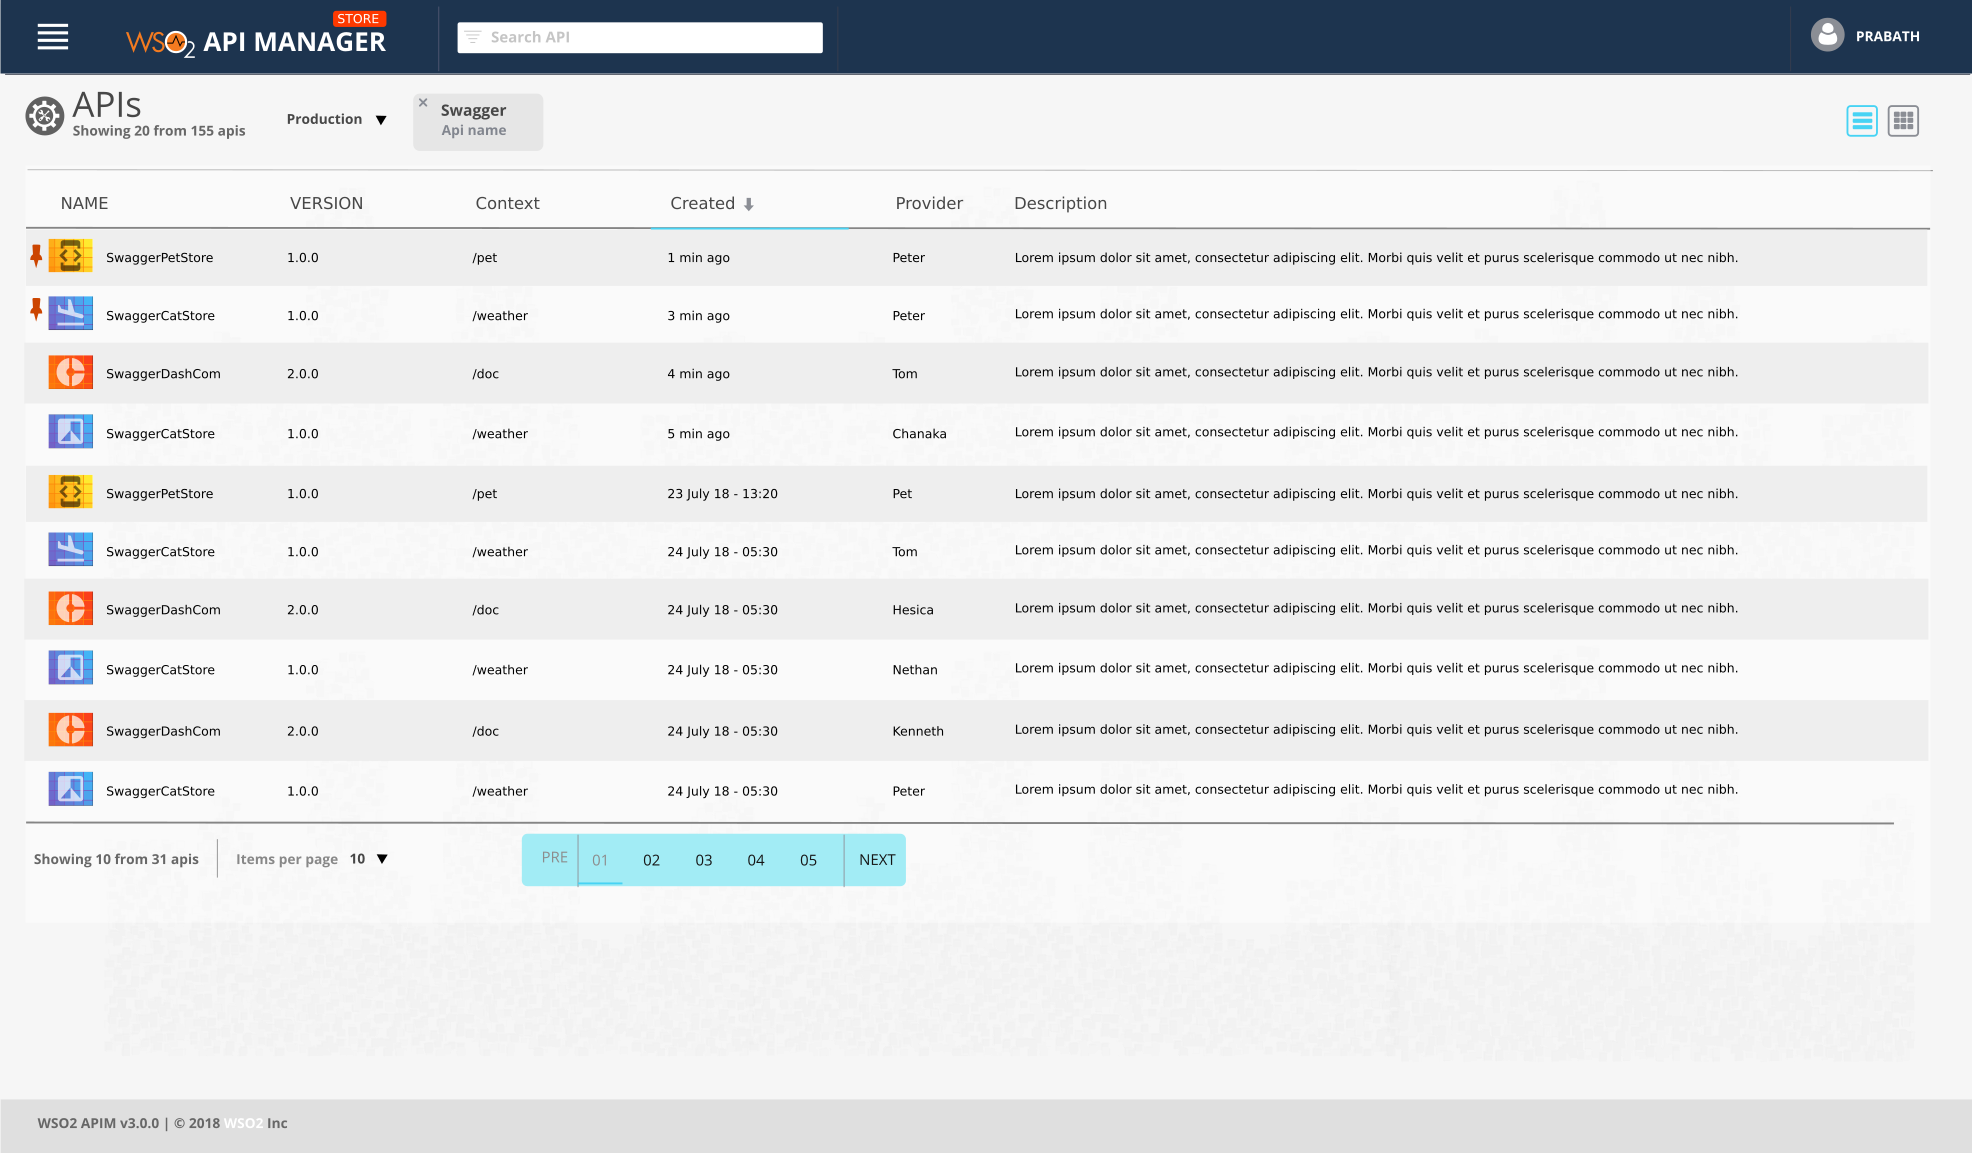 STORE
WSO2 API MANAGER
Search API
PRABATH
APIs
Showing 20 from 155 apis
Production
Swagger
Api name
NAME VERSION Context Created Provider Description
SwaggerPetStore 1.0.0 /pet 1 min ago Peter Lorem ipsum dolor sit amet, consectetur adipiscing elit. Morbi quis velit et purus scelerisque commodo ut nec nibh.
SwaggerCatStore 1.0.0 /weather 3 min ago Peter Lorem ipsum dolor sit amet, consectetur adipiscing elit. Morbi quis velit et purus scelerisque commodo ut nec nibh.
SwaggerDashCom 2.0.0 /doc 4 min ago Tom Lorem ipsum dolor sit amet, consectetur adipiscing elit. Morbi quis velit et purus scelerisque commodo ut nec nibh.
SwaggerCatStore 1.0.0 /weather 5 min ago Chanaka Lorem ipsum dolor sit amet, consectetur adipiscing elit. Morbi quis velit et purus scelerisque commodo ut nec nibh.
SwaggerPetStore 1.0.0 /pet 23 July 18 - 13:20 Pet Lorem ipsum dolor sit amet, consectetur adipiscing elit. Morbi quis velit et purus scelerisque commodo ut nec nibh.
SwaggerCatStore 1.0.0 /weather 24 July 18 - 05:30 Tom Lorem ipsum dolor sit amet, consectetur adipiscing elit. Morbi quis velit et purus scelerisque commodo ut nec nibh.
SwaggerDashCom 2.0.0 /doc 24 July 18 - 05:30 Hesica Lorem ipsum dolor sit amet, consectetur adipiscing elit. Morbi quis velit et purus scelerisque commodo ut nec nibh.
SwaggerCatStore 1.0.0 /weather 24 July 18 - 05:30 Nethan Lorem ipsum dolor sit amet, consectetur adipiscing elit. Morbi quis velit et purus scelerisque commodo ut nec nibh.
SwaggerDashCom 2.0.0 /doc 24 July 18 - 05:30 Kenneth Lorem ipsum dolor sit amet, consectetur adipiscing elit. Morbi quis velit et purus scelerisque commodo ut nec nibh.
SwaggerCatStore 1.0.0 /weather 24 July 18 - 05:30 Peter Lorem ipsum dolor sit amet, consectetur adipiscing elit. Morbi quis velit et purus scelerisque commodo ut nec nibh.
Showing 10 from 31 apis Items per page 10 PRE 01 02 03 04 05 NEXT
WSO2 APIM v3.0.0 | © 2018 WSO2 Inc